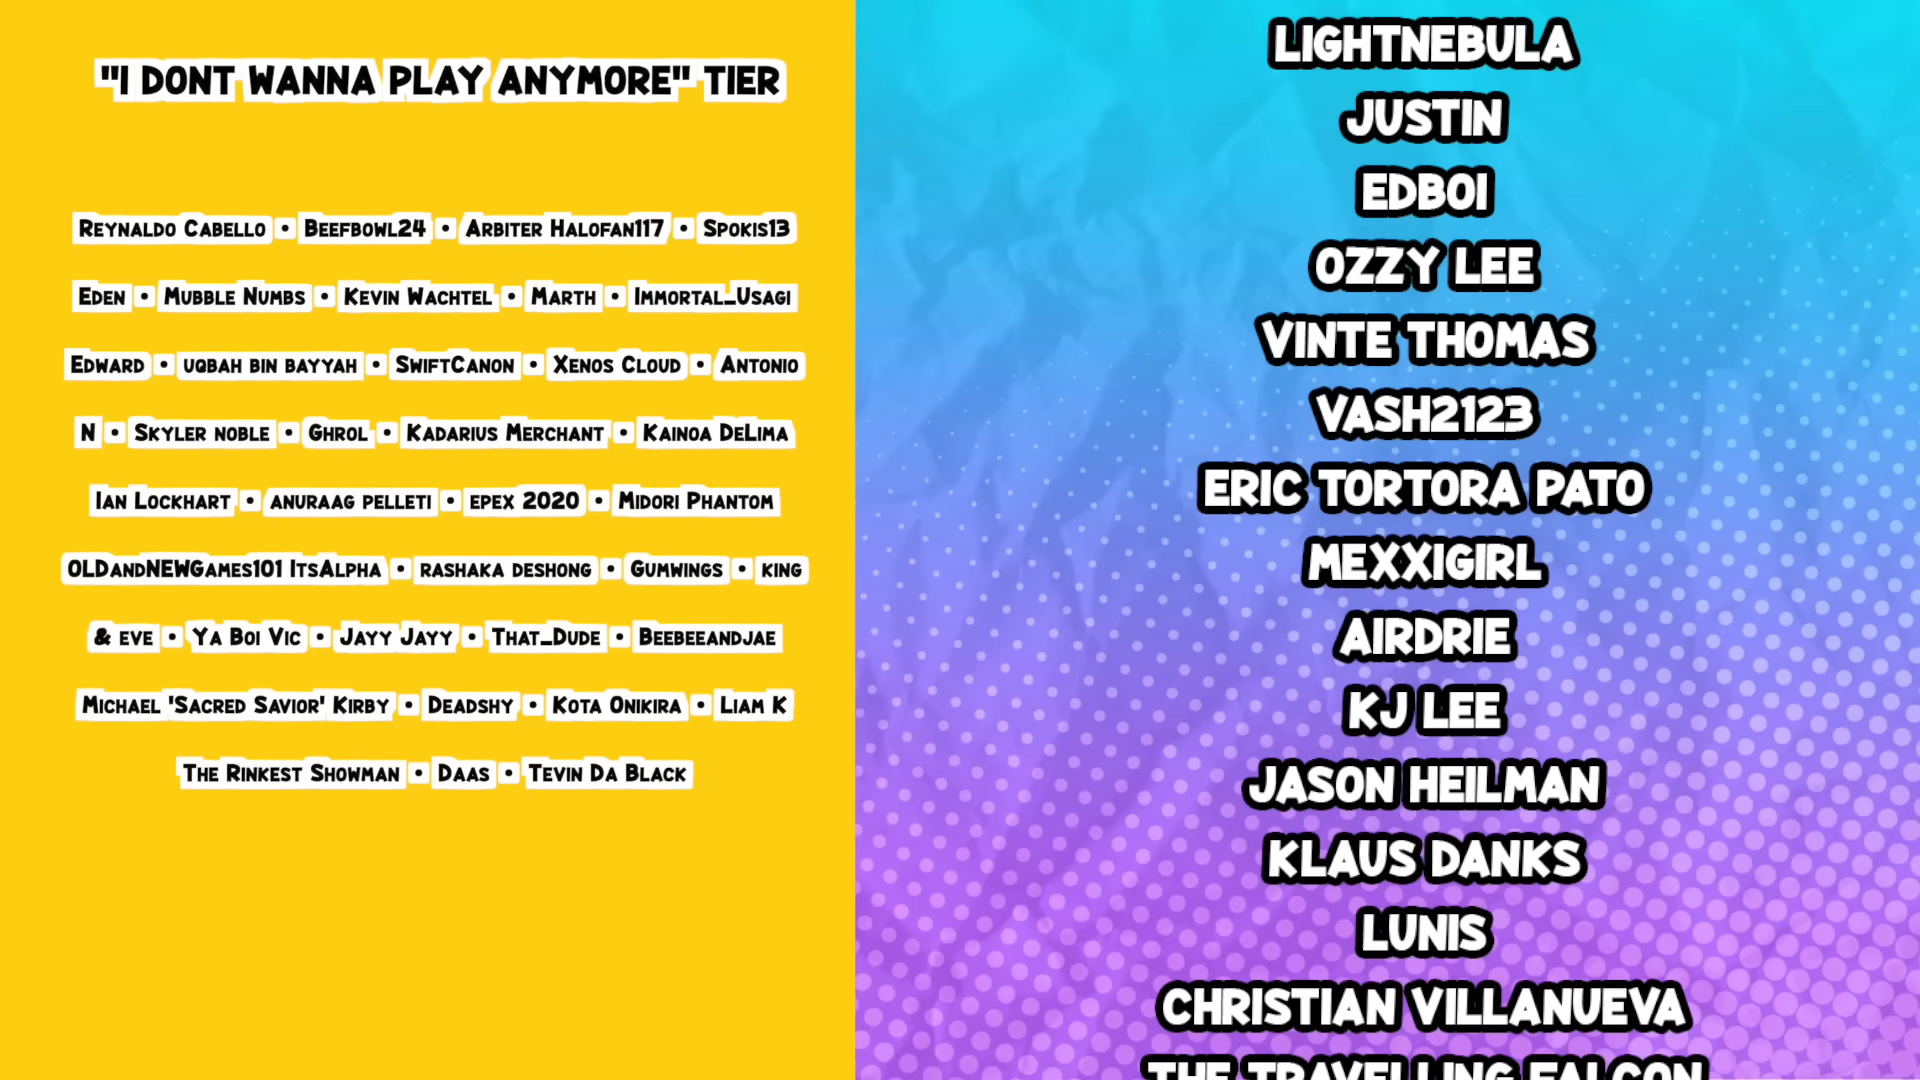 "I DONT WANNA PLAY ANYMORE" TIER
Reynaldo Cabello • Beefbowl24 • Arbiter Halofan117 • Spokis13
Eden • Mubble Numbs • Kevin Wachtel • Marth • Immortal_Usagi
Edward • uqbah bin bayyah • SwiftCanon • Xenos Cloud • Antonio
N • Skyler noble • Ghrol • Kadarius Merchant • Kainoa DeLima
Ian Lockhart • anuraag pelleti • epex 2020 • Midori Phantom
OLDandNEWGames101 ItsAlpha • rashaka deshong • Gumwings • king
& eve • Ya Boi Vic • Jayy Jayy • That_Dude • Beebeeandjae
Michael 'Sacred Savior' Kirby • Deadshy • Kota Onikira • Liam K
The Rinkest Showman • Daas • Tevin Da Black
LIGHTNEBULA
JUSTIN
EDBOI
OZZY LEE
VINTE THOMAS
VASH2123
ERIC TORTORA PATO
MEXXIGIRL
AIRDRIE
KJ LEE
JASON HEILMAN
KLAUS DANKS
LUNIS
CHRISTIAN VILLANUEVA
THE TRAVELLING FALCON